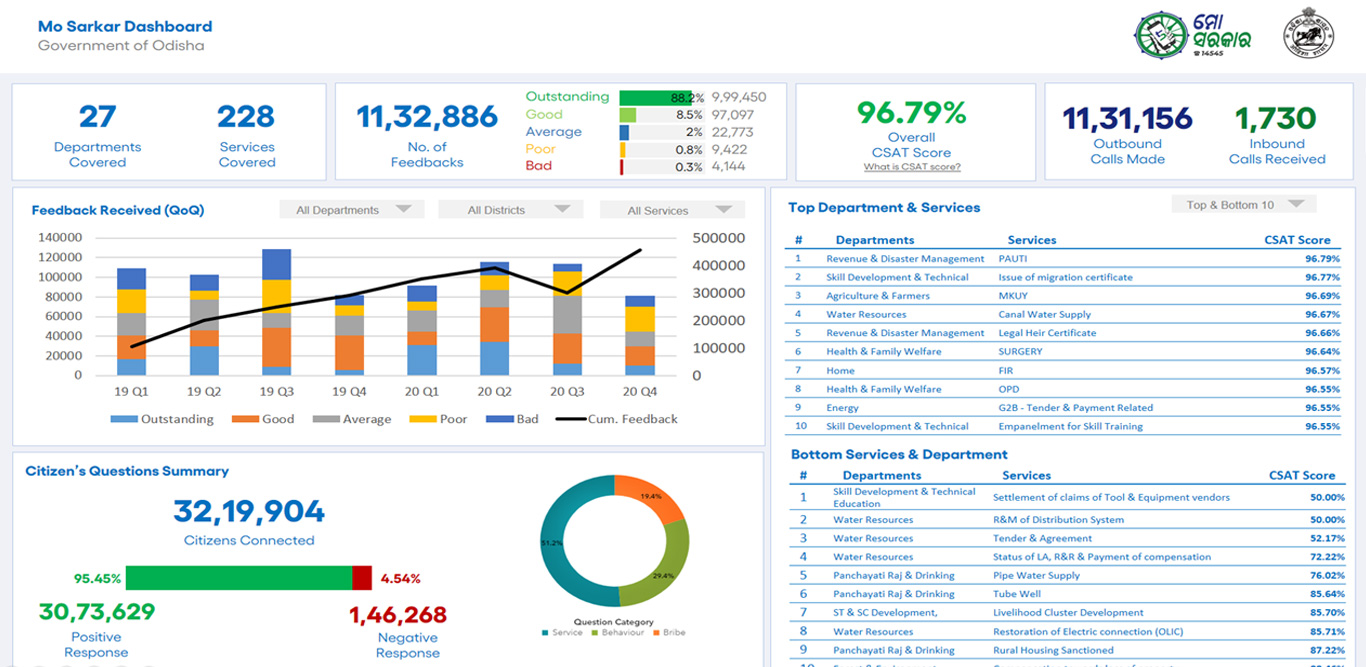 Mo Sarkar Dashboard
Government of Odisha
ମୋ
ସରକାର
☎14545
27
Departments
Covered
228
Services
Covered
11,32,886
No. of
Feedbacks
Outstanding 88.2% 9,99,450
Good 8.5% 97,097
Average 2% 22,773
Poor 0.8% 9,422
Bad 0.3% 4,144
96.79%
Overall
CSAT Score
What is CSAT score?
11,31,156
Outbound
Calls Made
1,730
Inbound
Calls Received
Feedback Received (QoQ)
All Departments
All Districts
All Services
140000
120000
100000
80000
60000
40000
20000
0
500000
400000
300000
200000
100000
0
19 Q1 19 Q2 19 Q3 19 Q4 20 Q1 20 Q2 20 Q3 20 Q4
Outstanding Good Average Poor Bad Cum. Feedback
Top Department & Services
Top & Bottom 10
# Departments Services CSAT Score
1 Revenue & Disaster Management PAUTI 96.79%
2 Skill Development & Technical Issue of migration certificate 96.77%
3 Agriculture & Farmers MKUY 96.69%
4 Water Resources Canal Water Supply 96.67%
5 Revenue & Disaster Management Legal Heir Certificate 96.66%
6 Health & Family Welfare SURGERY 96.64%
7 Home FIR 96.57%
8 Health & Family Welfare OPD 96.55%
9 Energy G2B - Tender & Payment Related 96.55%
10 Skill Development & Technical Empanelment for Skill Training 96.55%
Bottom Services & Department
# Departments Services CSAT Score
1 Skill Development & Technical
Education Settlement of claims of Tool & Equipment vendors 50.00%
2 Water Resources R&M of Distribution System 50.00%
3 Water Resources Tender & Agreement 52.17%
4 Water Resources Status of LA, R&R & Payment of compensation 72.22%
5 Panchayati Raj & Drinking Pipe Water Supply 76.02%
6 Panchayati Raj & Drinking Tube Well 85.64%
7 ST & SC Development, Livelihood Cluster Development 85.70%
8 Water Resources Restoration of Electric connection (OLIC) 85.71%
9 Panchayati Raj & Drinking Rural Housing Sanctioned 87.22%
Citizen's Questions Summary
32,19,904
Citizens Connected
95.45%
4.54%
30,73,629
Positive
Response
1,46,268
Negative
Response
19.4%
51.2%
29.4%
Question Category
Service Behaviour Bribe